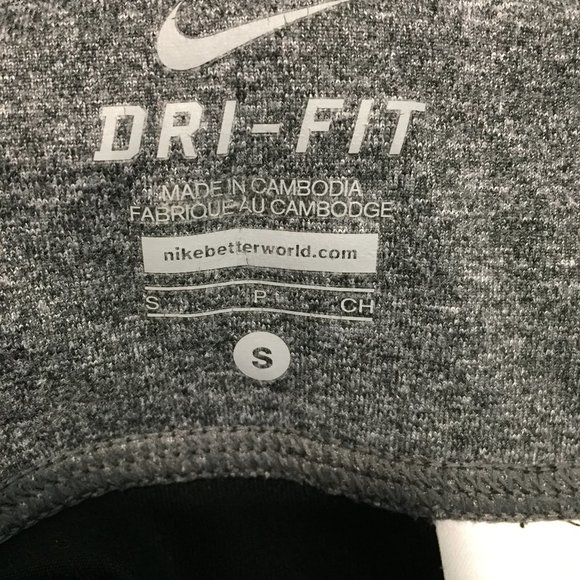 DRI-FIT
MADE IN CAMBODIA
FABRIQUE AU CAMBODGE
nikebetterworld.com
S P CH
S